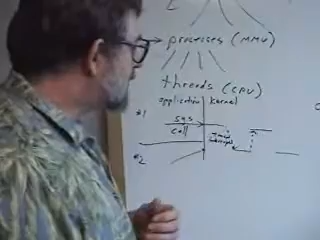 processes (MMU)
threads (CPU)
application kernel
#1
sys
call
#2